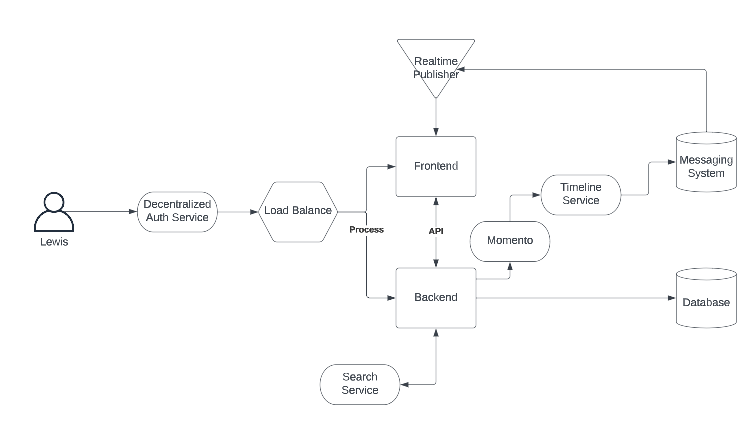 Realtime
Publisher
Frontend
Messaging
System
Timeline
Service
Decentralized
Auth Service
Load Balance
Lewis
Process
API
Momento
Backend
Database
Search
Service